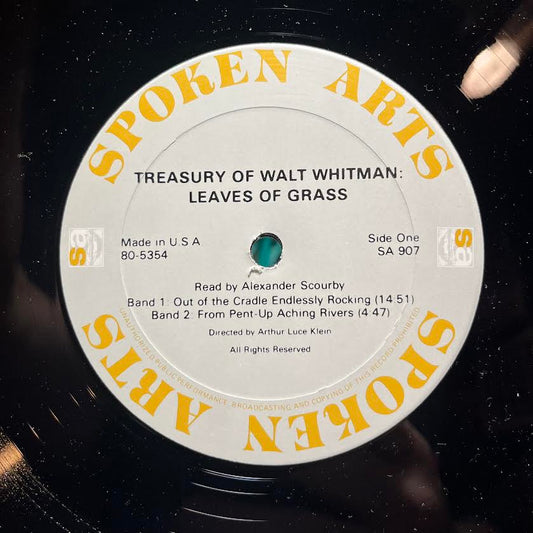 SPOKEN ARTS
TREASURY OF WALT WHITMAN:
LEAVES OF GRASS
sa
Made in U.S.A
80-5354
Side One
SA 907
sa
Read by Alexander Scourby
Band 1: Out of the Cradle Endlessly Rocking (14:51)
Band 2: From Pent-Up Aching Rivers (4:47)
Directed by Arthur Luce Klein
All Rights Reserved
UNAUTHORIZED PUBLIC PERFORMANCE, BROADCASTING AND COPYING OF THIS RECORD PROHIBITED
SPOKEN ARTS